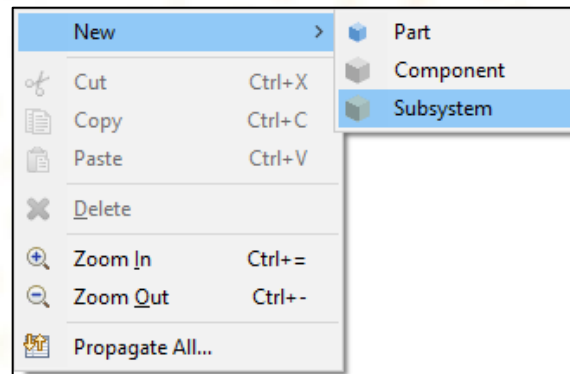 New
Part
Component
Subsystem
Cut Ctrl+X
Copy Ctrl+C
Paste Ctrl+V
Delete
Zoom In Ctrl+=
Zoom Out Ctrl+-
Propagate All...